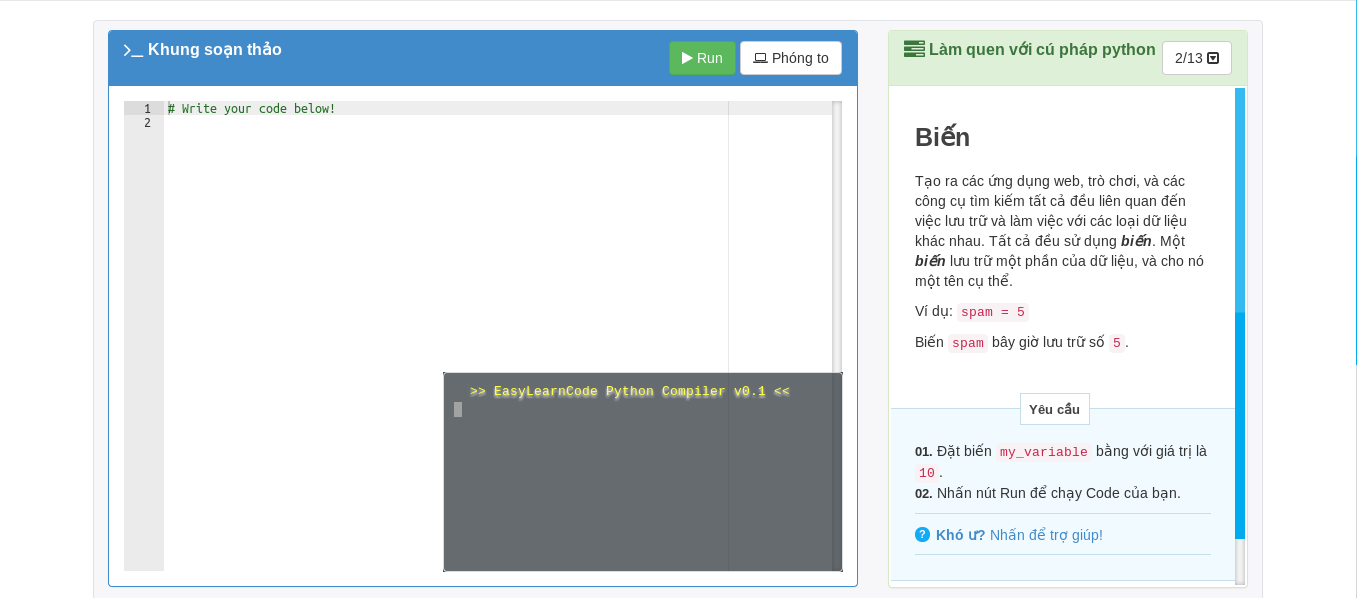 Khung soạn thảo
Run
Phóng to
1
# Write your code below!
2
>> EasyLearnCode Python Compiler v0.1 <<
Làm quen với cú pháp python
2/13
Biến
Tạo ra các ứng dụng web, trò chơi, và các
công cụ tìm kiếm tất cả đều liên quan đến
việc lưu trữ và làm việc với các loại dữ liệu
khác nhau. Tất cả đều sử dụng biến. Một
biến lưu trữ một phần của dữ liệu, và cho nó
một tên cụ thể.
Ví dụ: spam = 5
Biến spam bây giờ lưu trữ số 5.
Yêu cầu
01. Đặt biến my_variable bằng với giá trị là
10.
02. Nhấn nút Run để chạy Code của bạn.
? Khó ư? Nhấn để trợ giúp!